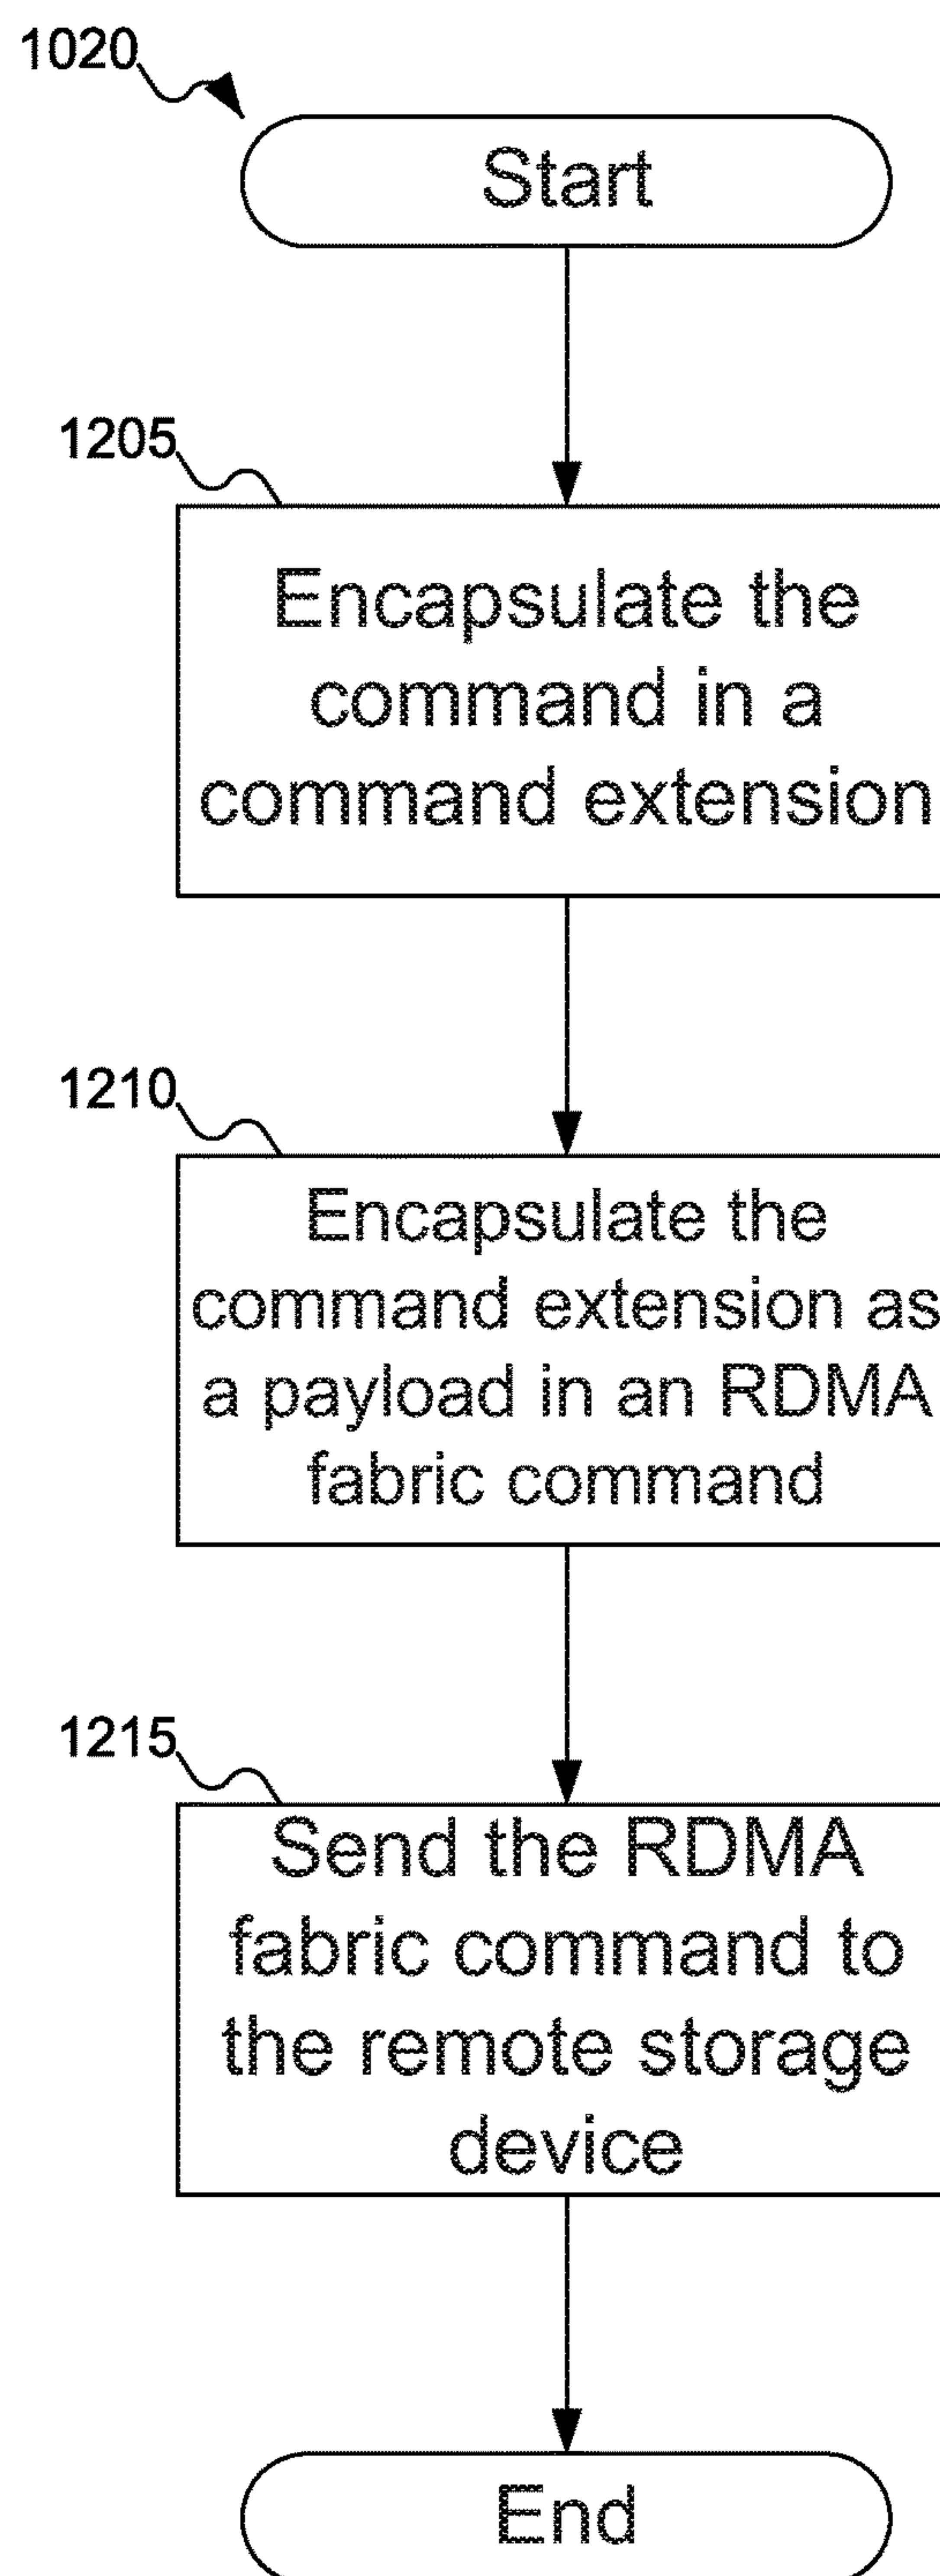 1020
Start
1205
Encapsulate the
command in a
command extension
1210
Encapsulate the
command extension as
a payload in an RDMA
fabric command
1215
Send the RDMA
fabric command to
the remote storage
device
End